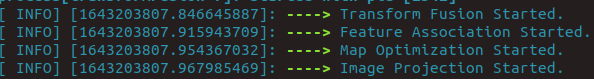 [ INFO] [1643203807.846645887]: ----> Transform Fusion Started.
[ INFO] [1643203807.915943709]: ----> Feature Association Started.
[ INFO] [1643203807.954367032]: ----> Map Optimization Started.
[ INFO] [1643203807.967985469]: ----> Image Projection Started.